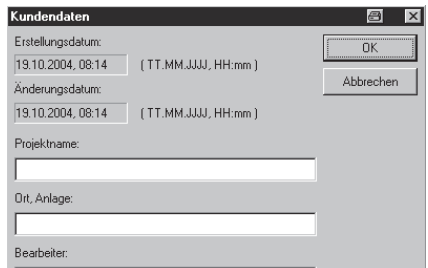 Kundendaten
Erstellungsdatum:
OK
19.10.2004, 08:14 ( TT.MM.JJJJ, HH:mm )
Abbrechen
Änderungsdatum:
19.10.2004, 08:14 ( TT.MM.JJJJ, HH:mm )
Projektname:
Ort, Anlage:
Bearbeiter: